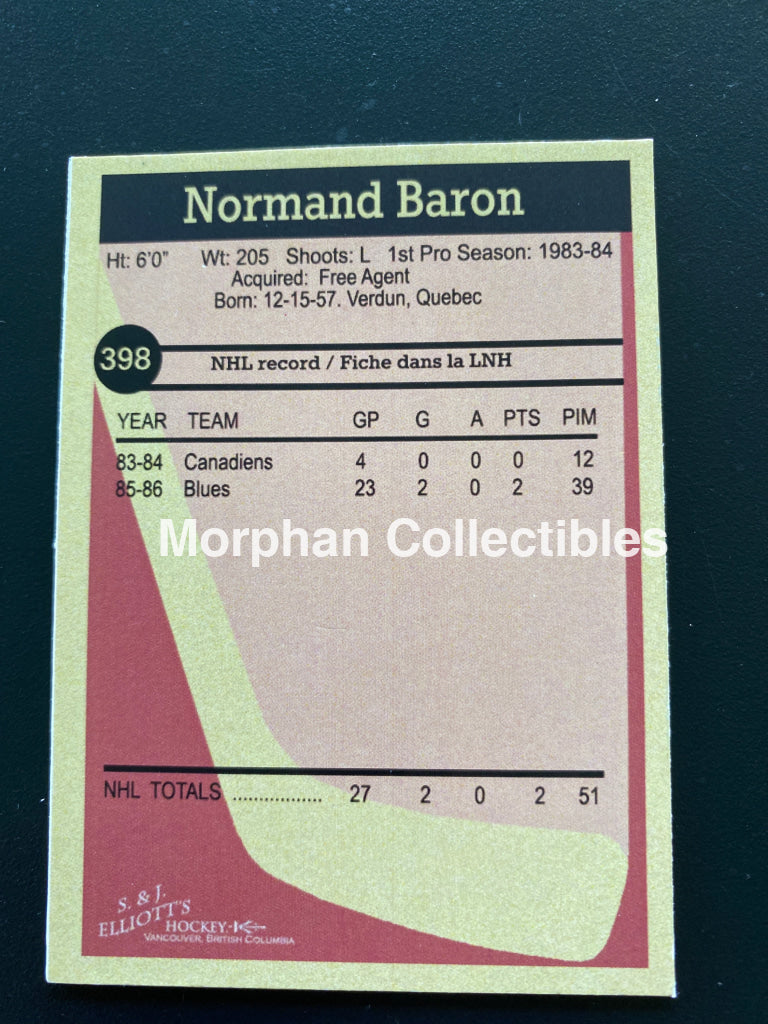 Normand Baron
Ht: 6'0" Wt: 205 Shoots: L 1st Pro Season: 1983-84
Acquired: Free Agent
Born: 12-15-57. Verdun, Quebec
398 NHL record / Fiche dans la LNH
YEAR TEAM GP G A PTS PIM
83-84 Canadiens 4 0 0 0 12
85-86 Blues 23 2 0 2 39
Morphan Collectibles
NHL TOTALS ................. 27 2 0 2 51
S. & J.
ELLIOTT'S
HOCKEY
VANCOUVER, BRITISH COLUMBIA